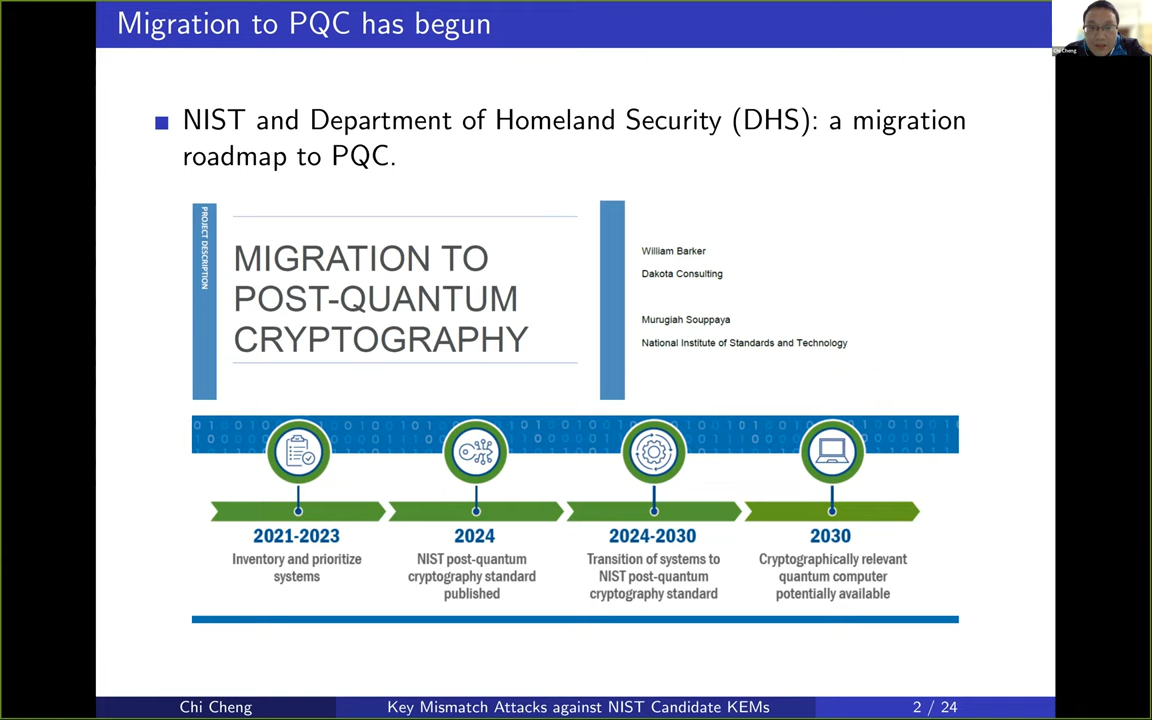 Migration to PQC has begun
Chi Cheng
NIST and Department of Homeland Security (DHS): a migration
roadmap to PQC.
PROJECT DESCRIPTION
MIGRATION TO
POST-QUANTUM
CRYPTOGRAPHY
William Barker
Dakota Consulting
Murugiah Souppaya
National Institute of Standards and Technology
2021-2023
Inventory and prioritize
systems
2024
NIST post-quantum
cryptography standard
published
2024-2030
Transition of systems to
NIST post-quantum
cryptography standard
2030
Cryptographically relevant
quantum computer
potentially available
Chi Cheng
Key Mismatch Attacks against NIST Candidate KEMs
2 / 24